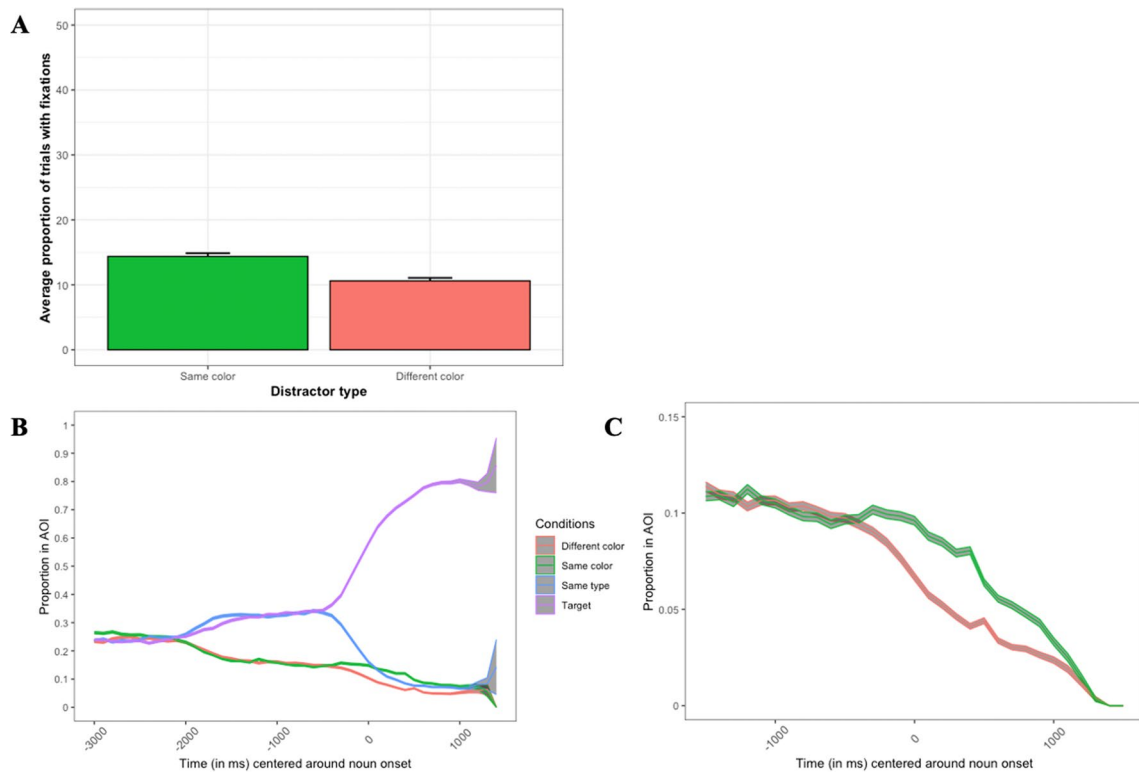 A
Average proportion of trials with fixations
50
40
30
20
10
0
Same color
Different color
Distractor type
B
Proportion in AOI
1
0.9
0.8
0.7
0.6
0.5
0.4
0.3
0.2
0.1
0
-3000
-2000
-1000
0
1000
Time (in ms) centered around noun onset
Conditions
Different color
Same color
Same type
Target
C
Proportion in AOI
0.15
0.1
0.05
0
-1000
0
1000
Time (in ms) centered around noun onset